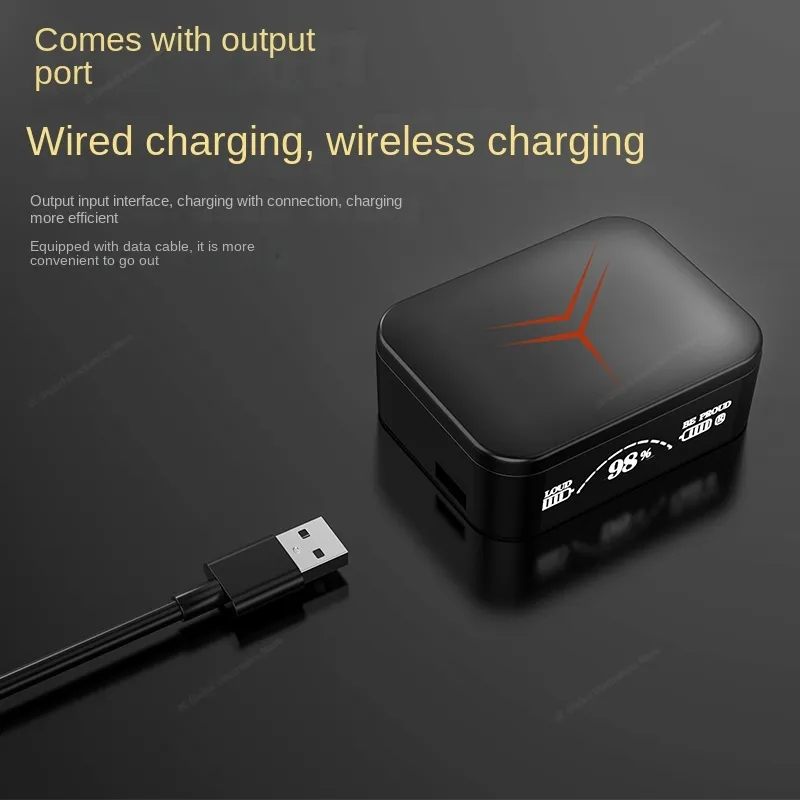 Comes with output
port
Wired charging, wireless charging
Output input interface, charging with connection, charging
more efficient
Equipped with data cable, it is more
convenient to go out
BE PROUD
LOUD
98%
R